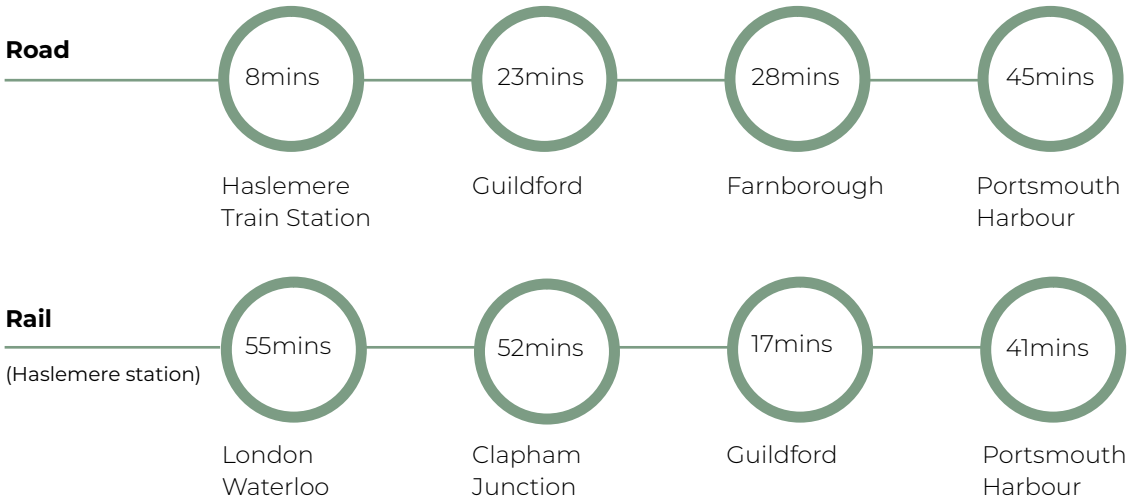 Road
8mins
23mins
28mins
45mins
Haslemere
Train Station
Guildford
Farnborough
Portsmouth
Harbour
Rail
(Haslemere station)
55mins
52mins
17mins
41mins
London
Waterloo
Clapham
Junction
Guildford
Portsmouth
Harbour